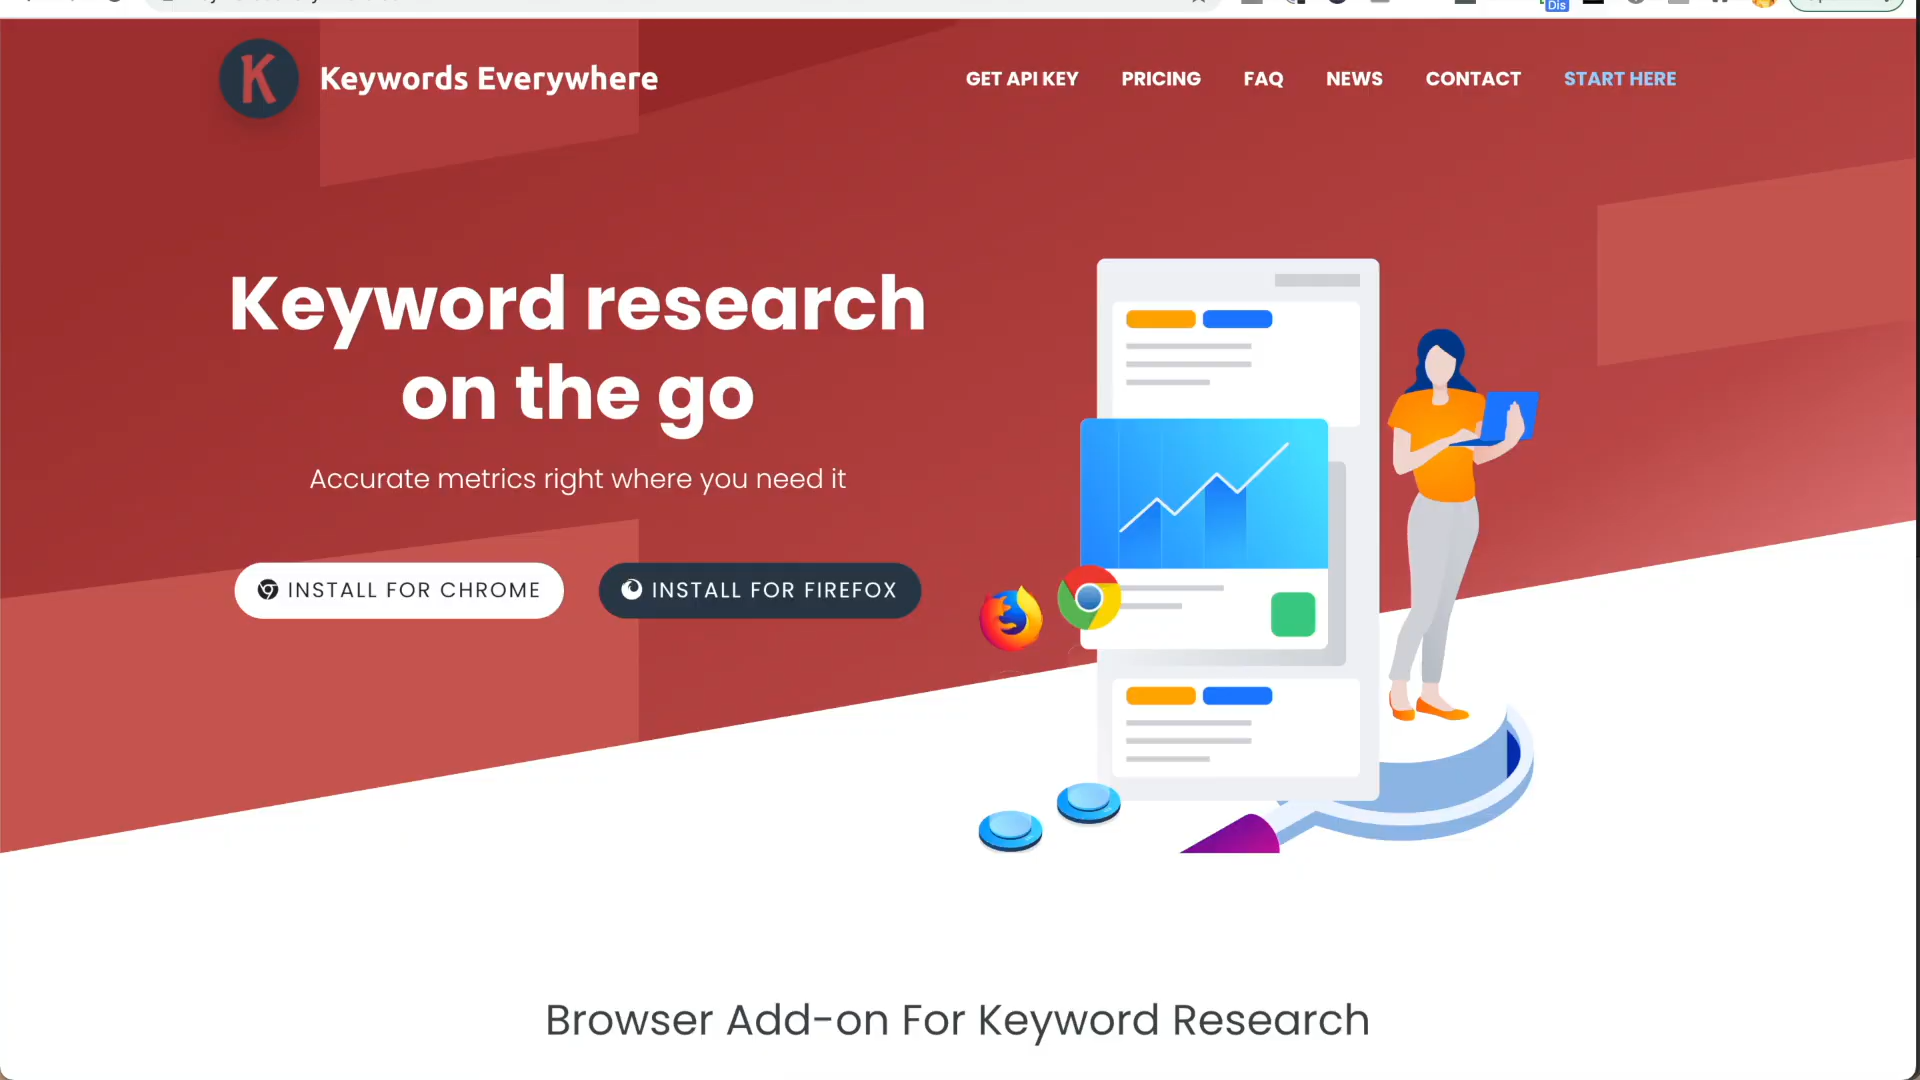 Dis
K
Keywords Everywhere
GET API KEY
PRICING
FAQ
NEWS
CONTACT
START HERE
Keyword research
on the go
Accurate metrics right where you need it
INSTALL FOR CHROME
INSTALL FOR FIREFOX
Browser Add-on For Keyword Research